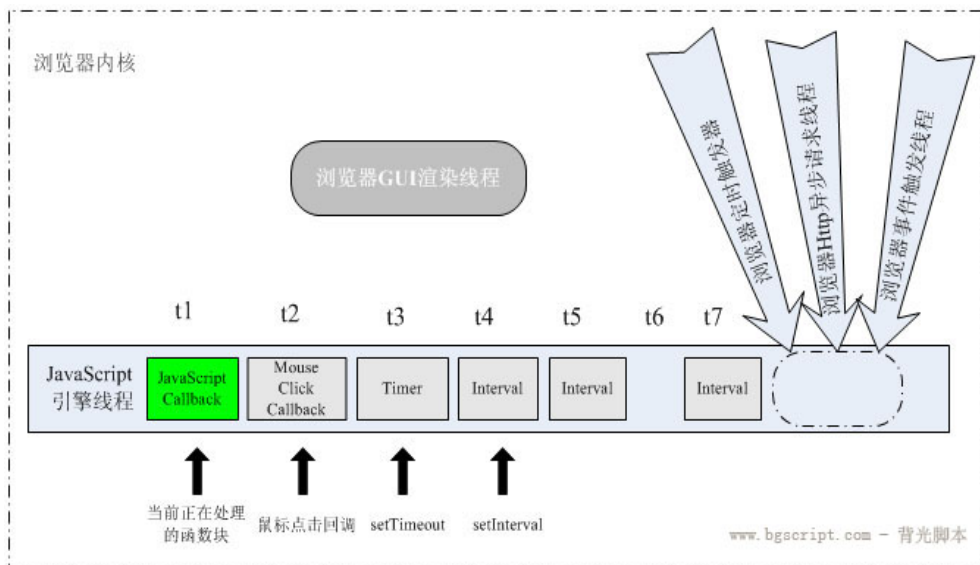 浏览器内核
浏览器GUI渲染线程
浏览器定时触发器
浏览器Http异步请求线程
浏览器事件触发线程
t1
t2
t3
t4
t5
t6
t7
JavaScript
引擎线程
JavaScript
Callback
Mouse
Click
Callback
Timer
Interval
Interval
Interval
当前正在处理
的函数块
鼠标点击回调
setTimeout
setInterval
www.bgscript.com - 背光脚本